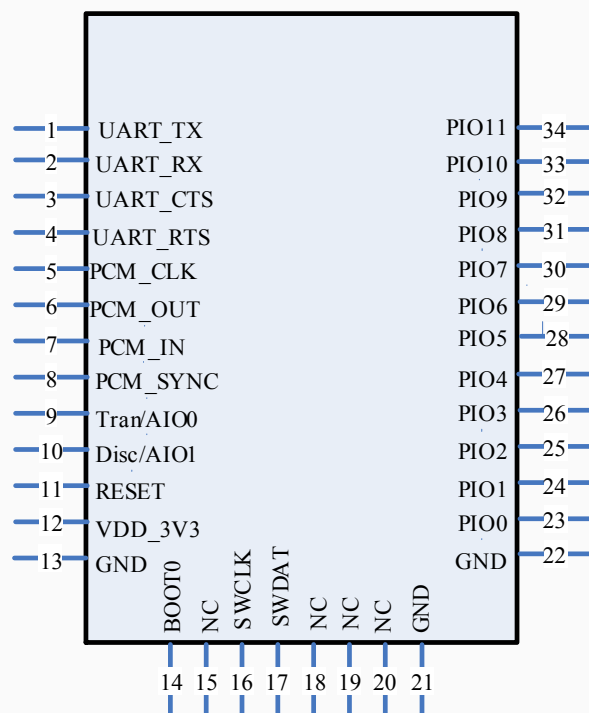 1 UART_TX PIO11 34
2 UART_RX PIO10 33
3 UART_CTS PIO9 32
4 UART_RTS PIO8 31
5 PCM_CLK PIO7 30
6 PCM_OUT PIO6 29
7 PCM_IN PIO5 28
8 PCM_SYNC PIO4 27
9 Tran/AIO0 PIO3 26
10 Disc/AIO1 PIO2 25
11 RESET PIO1 24
12 VDD_3V3 PIO0 23
13 GND GND 22
BOOT0 NC SWCLK SWDAT NC NC NC GND
14 15 16 17 18 19 20 21